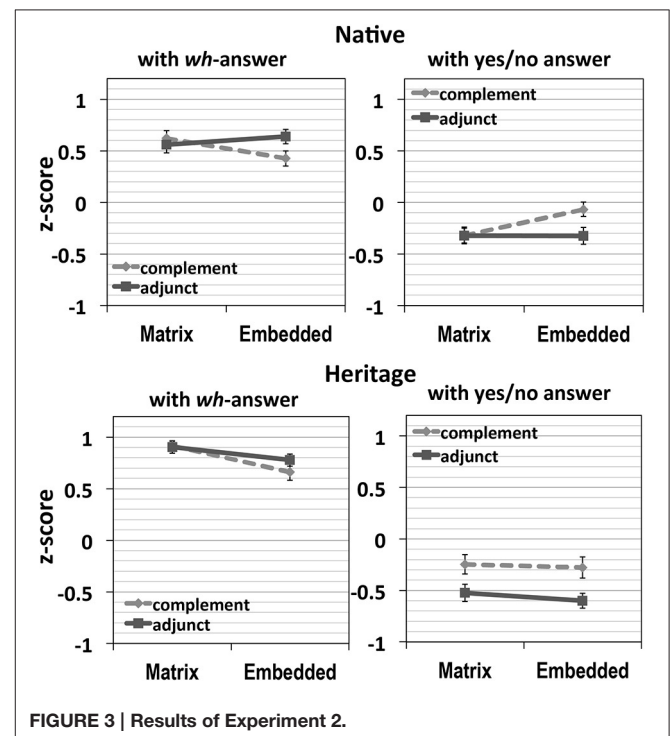 Native
with wh-answer
with yes/no answer
z-score
1
0.5
0
-0.5
-1
complement
adjunct
Matrix Embedded
1
0.5
0
-0.5
-1
complement
adjunct
Matrix Embedded
Heritage
with wh-answer
with yes/no answer
z-score
1
0.5
0
-0.5
-1
complement
adjunct
Matrix Embedded
1
0.5
0
-0.5
-1
complement
adjunct
Matrix Embedded
FIGURE 3 | Results of Experiment 2.